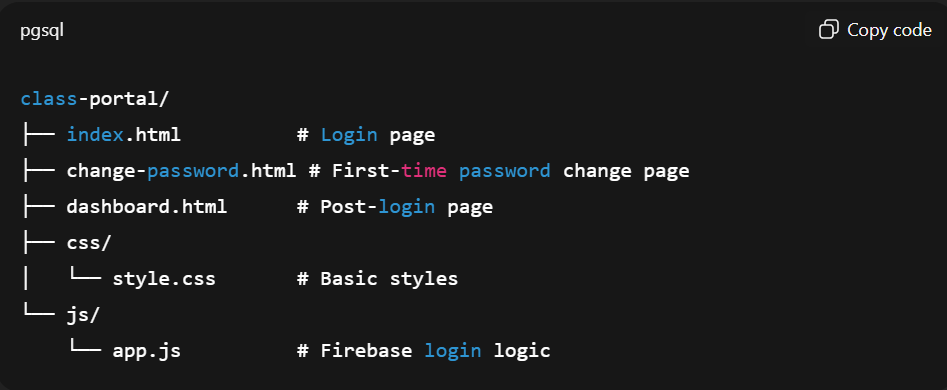 pgsql
Copy code
class-portal/
├── index.html          # Login page
├── change-password.html # First-time password change page
├── dashboard.html      # Post-login page
├── css/
│   └── style.css       # Basic styles
└── js/
    └── app.js          # Firebase login logic